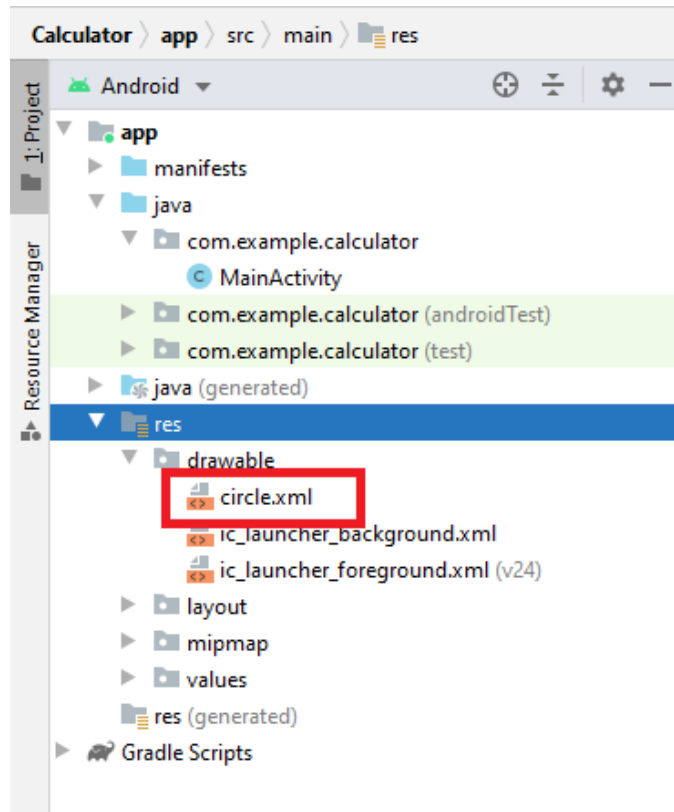 Calculator app src main res
Android
1: Project
app
manifests
java
com.example.calculator
C MainActivity
com.example.calculator (androidTest)
com.example.calculator (test)
Resource Manager
java (generated)
res
drawable
circle.xml
ic_launcher_background.xml
ic_launcher_foreground.xml (v24)
layout
mipmap
values
res (generated)
Gradle Scripts